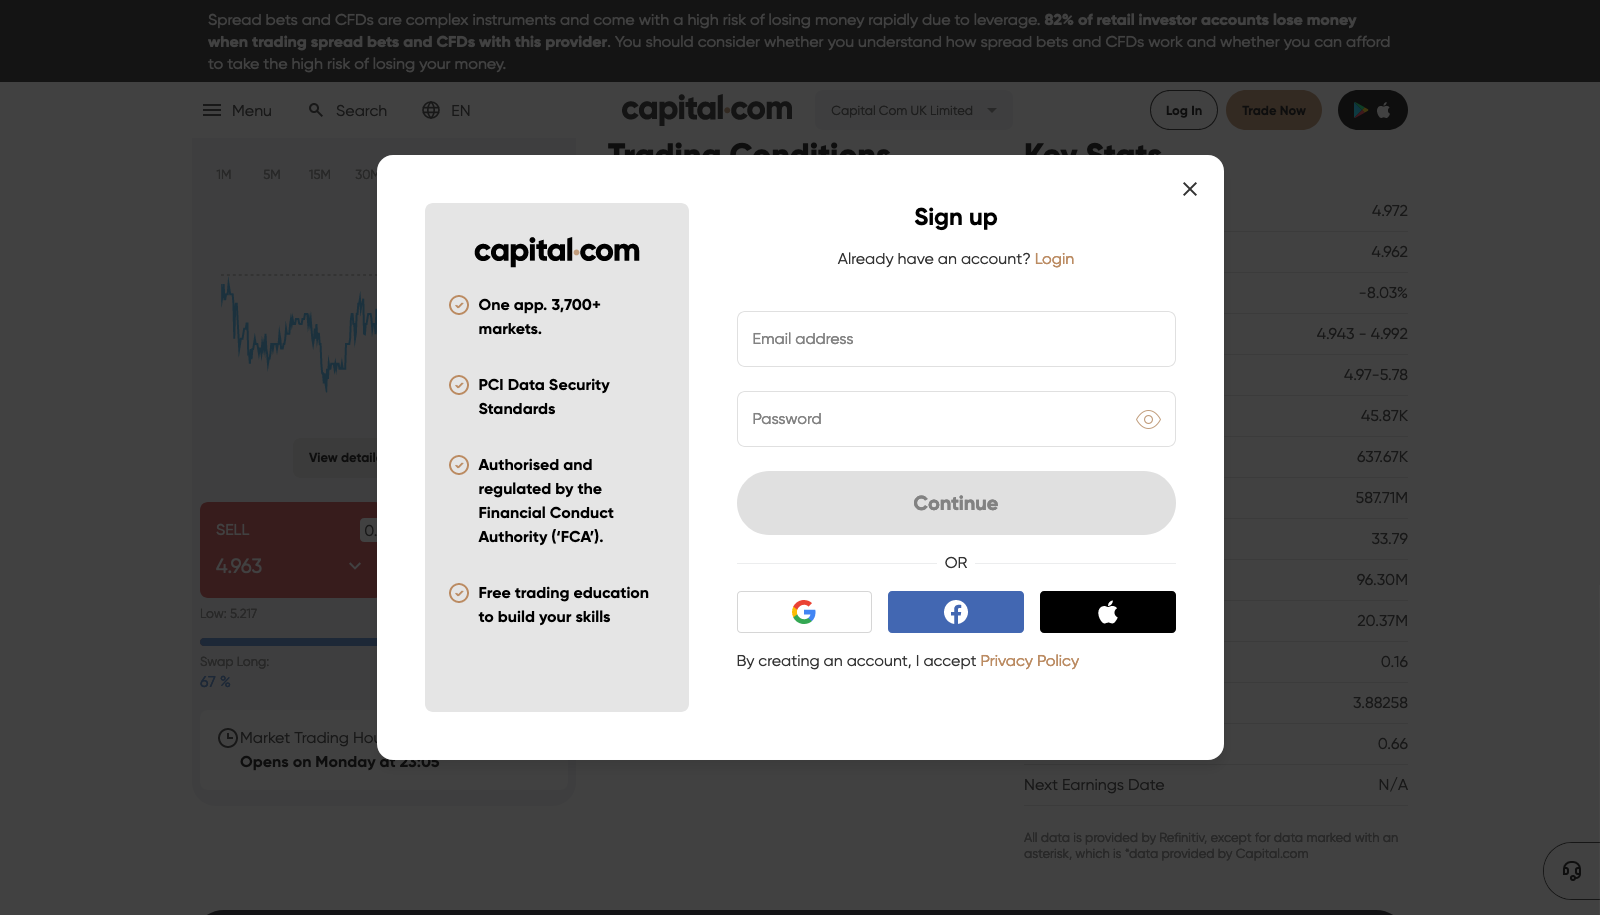 Spread bets and CFDs are complex instruments and come with a high risk of losing money rapidly due to leverage. 82% of retail investor accounts lose money
when trading spread bets and CFDs with this provider. You should consider whether you understand how spread bets and CFDs work and whether you can afford
to take the high risk of losing your money.
Menu
Search
EN
capital.com
Capital Com UK Limited
Log In
Trade Now
Trading Conditions
Key Stats
1M
5M
15M
View
SELL
4.963
Low: 5.217
Swap Long:
67 %
Market Trading
Opens on Monday at 23:05
capital.com
One app. 3,700+
markets.
PCI Data Security
Standards
Authorised and
regulated by the
Financial Conduct
Authority (‘FCA’).
Free trading education
to build your skills
Sign up
Already have an account? Login
Email address
Password
Continue
OR
By creating an account, I accept Privacy Policy
4.972
4.962
-8.03%
4.943 - 4.992
4.97-5.78
45.87K
637.67K
587.71M
33.79
96.30M
20.37M
0.16
3.88258
0.66
Next Earnings Date N/A
All data is provided by Refinitiv, except for data marked with an
asterisk, which is *data provided by Capital.com